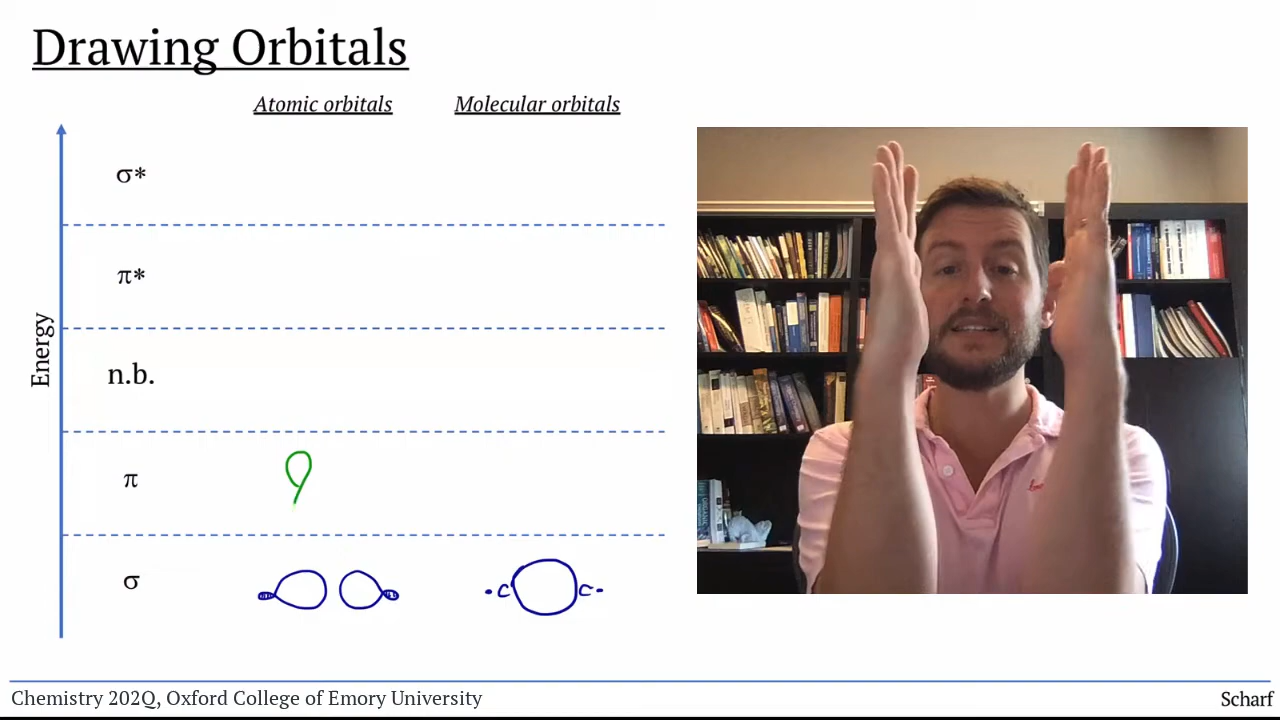 Drawing Orbitals
Atomic orbitals
Molecular orbitals
Energy
σ*
π*
n.b.
π
σ
· C C ·
Chemistry 202Q, Oxford College of Emory University
Scharf